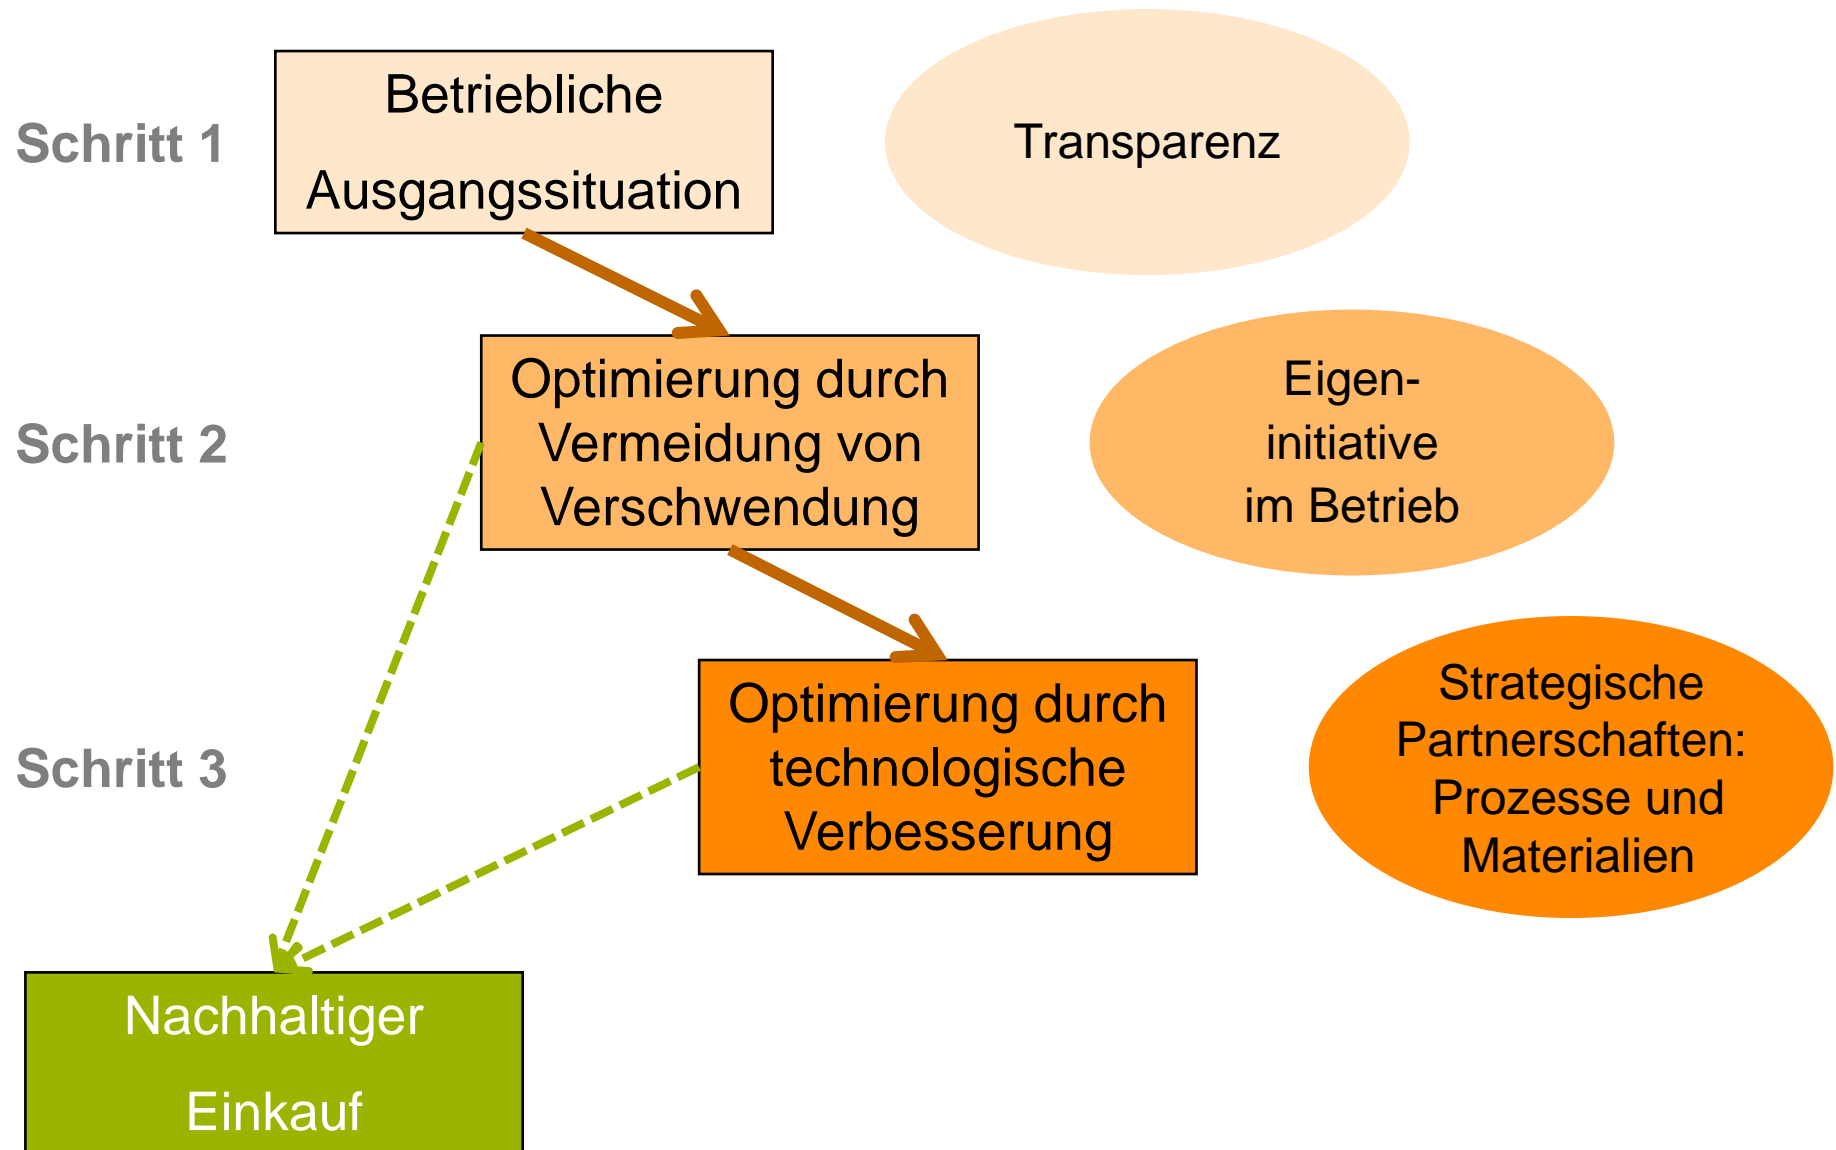 Schritt 1
Betriebliche
Ausgangssituation
Transparenz
Schritt 2
Optimierung durch
Vermeidung von
Verschwendung
Eigen-
initiative
im Betrieb
Schritt 3
Optimierung durch
technologische
Verbesserung
Strategische
Partnerschaften:
Prozesse und
Materialien
Nachhaltiger
Einkauf